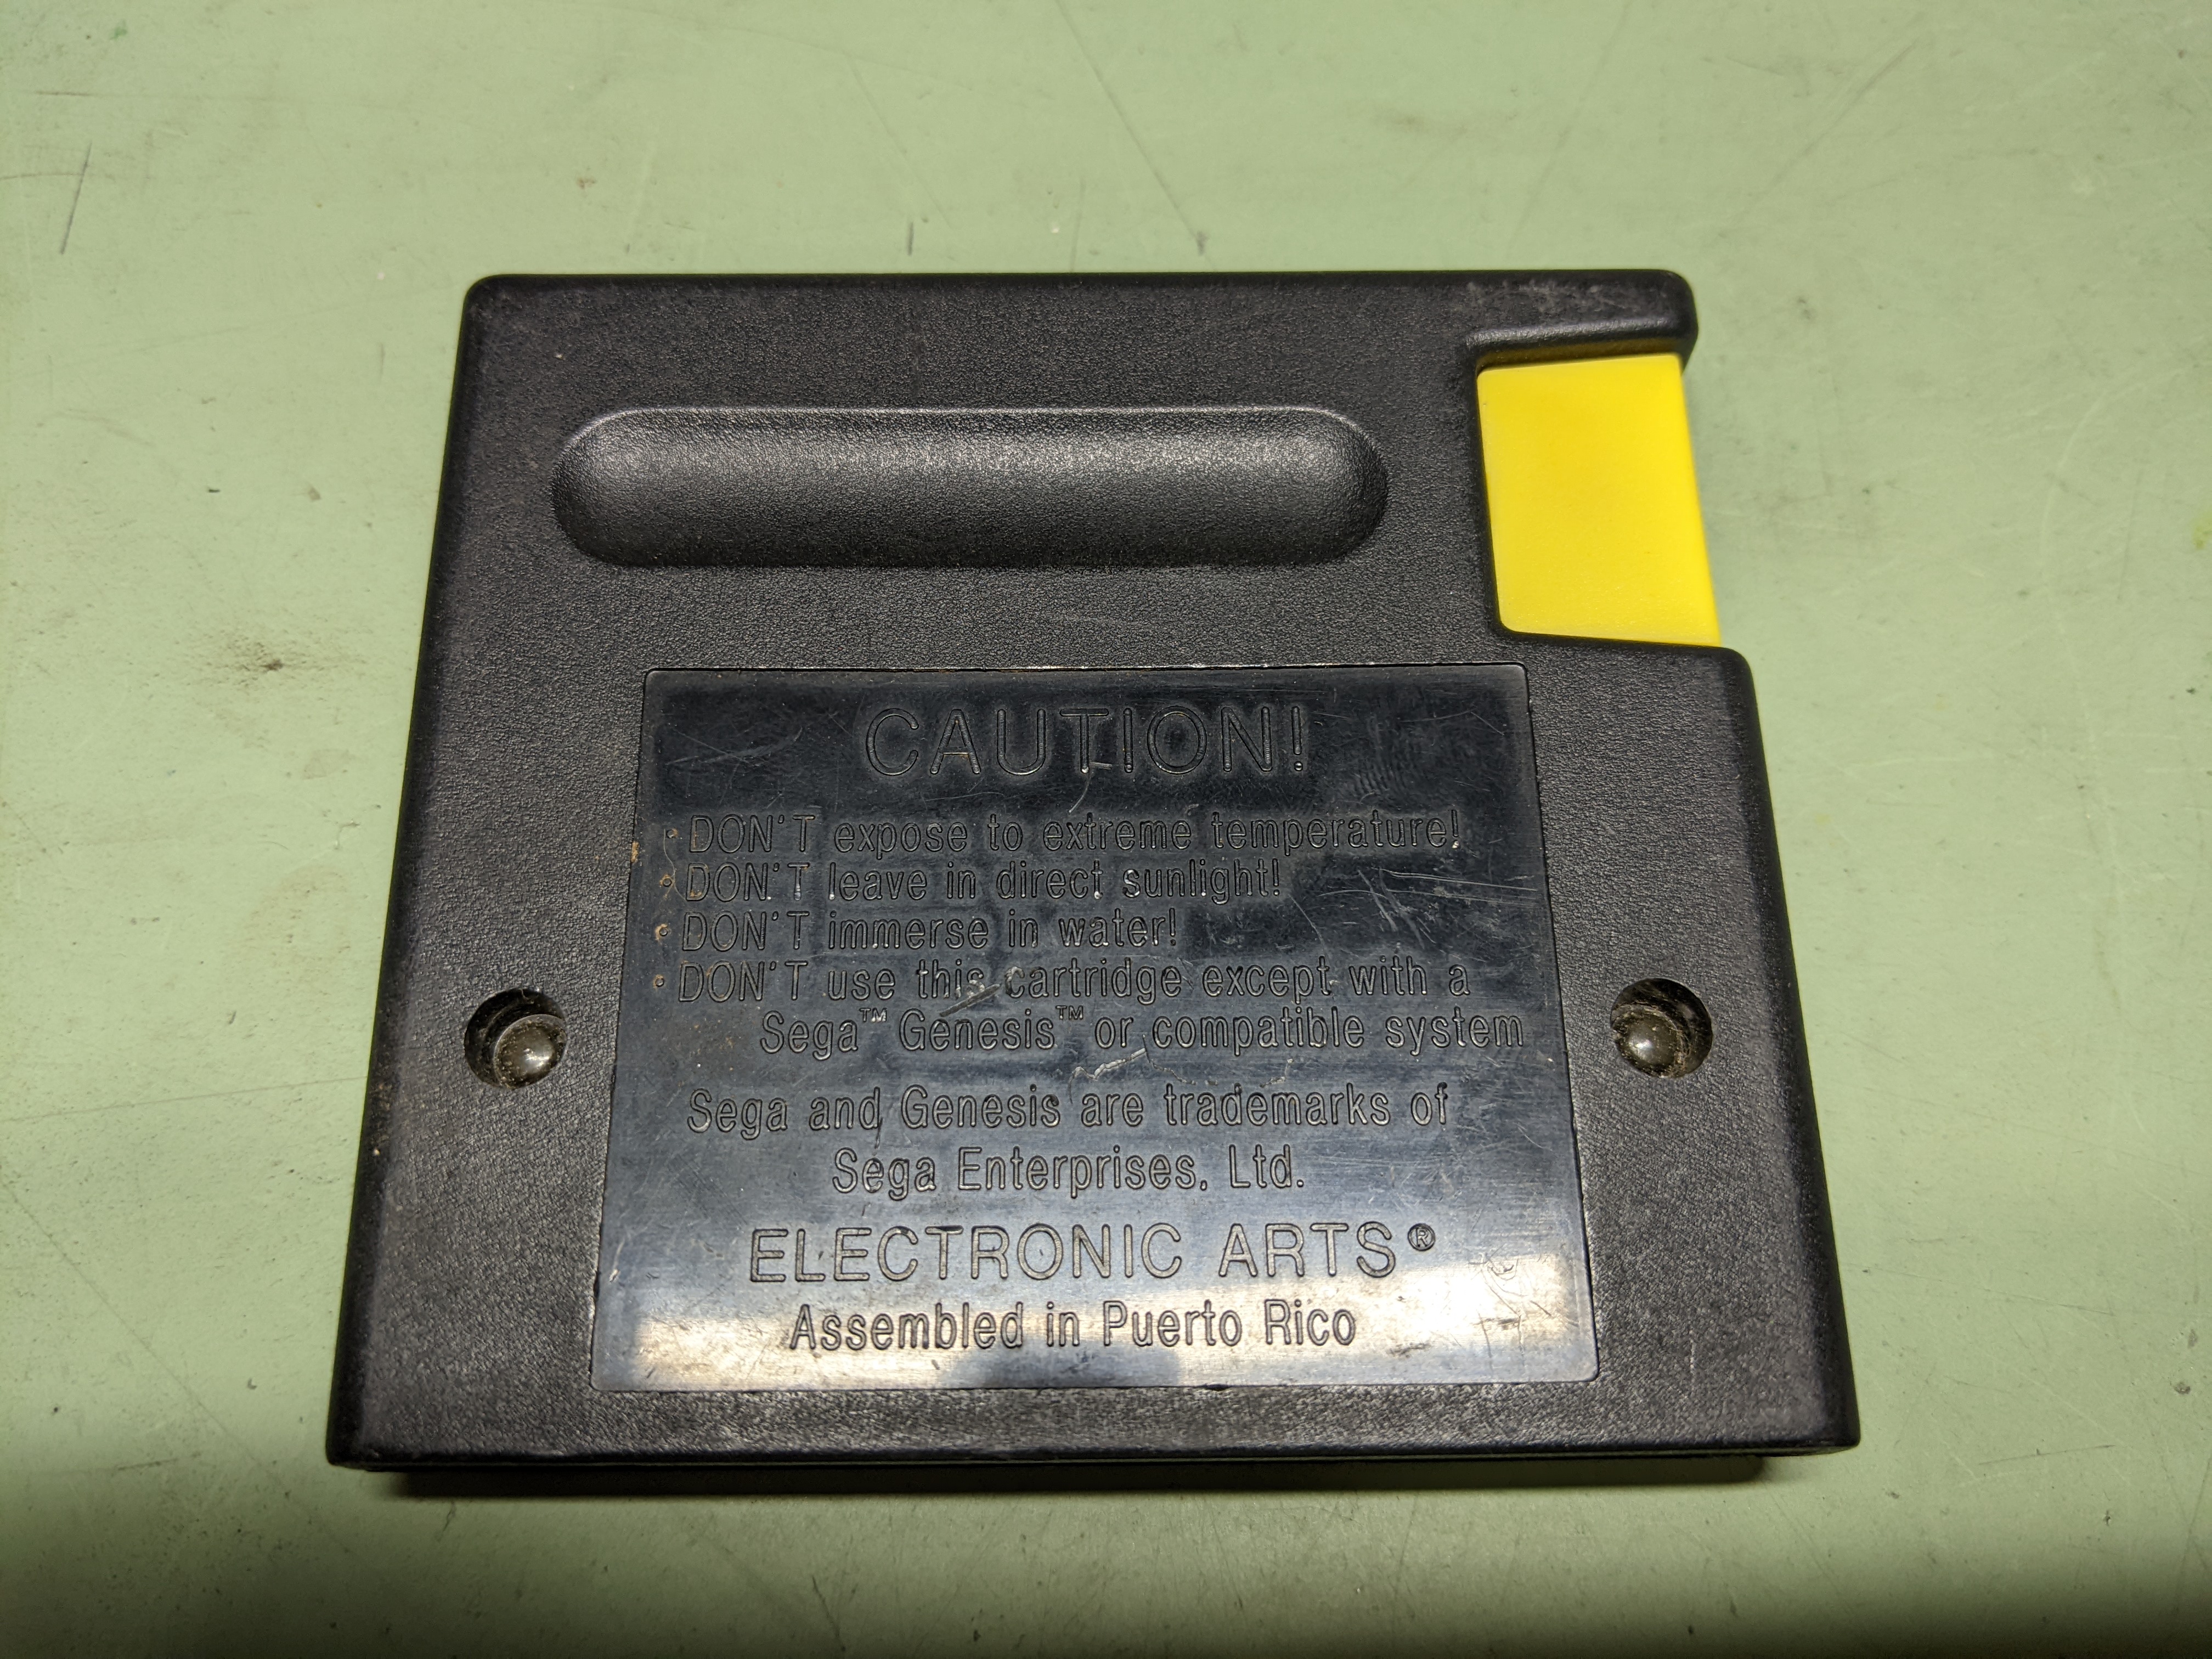 CAUTION!
• DON'T expose to extreme temperature!
• DON'T leave in direct sunlight!
• DON'T immerse in water!
• DON'T use this cartridge except with a
Sega™ Genesis™ or compatible system
Sega and Genesis are trademarks of
Sega Enterprises, Ltd.
ELECTRONIC ARTS®
Assembled in Puerto Rico